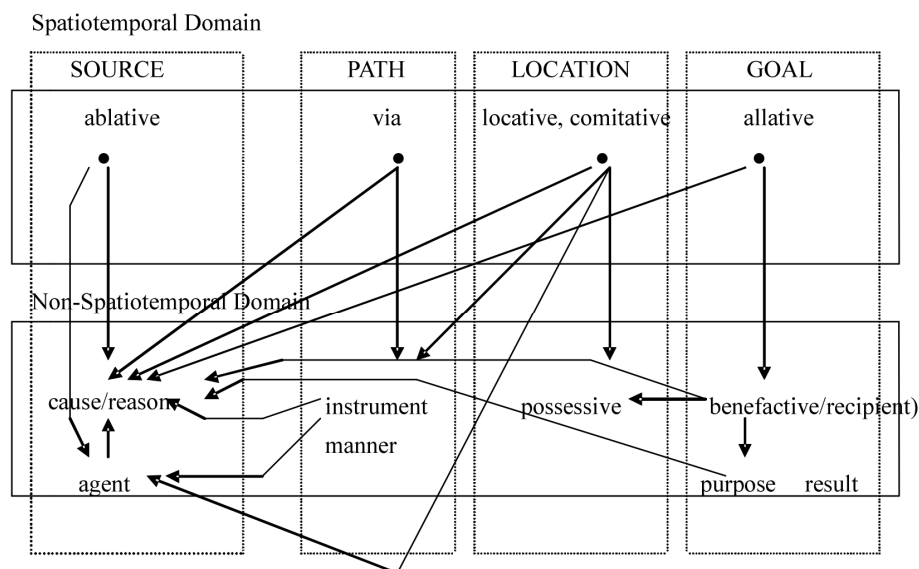 Spatiotemporal Domain
SOURCE PATH LOCATION GOAL
ablative via locative, comitative allative
Non-Spatiotemporal Domain
cause/reason instrument possessive benefactive/recipient)
manner
agent purpose result